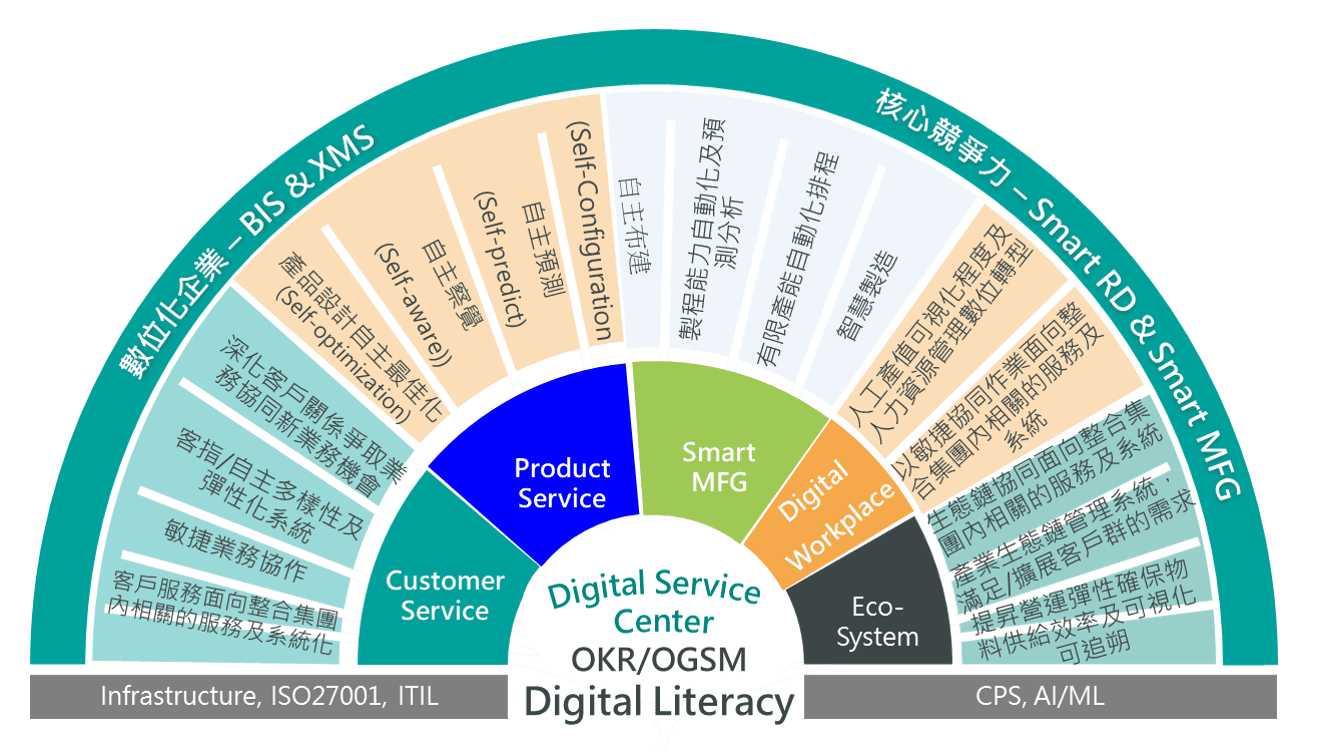 數位化企業 – BIS & XMS
核心競爭力 – Smart RD & Smart MFG
客戶服務面向整合集團
內相關的服務及系統化
敏捷業務協作
客指/自主多樣性及
彈性化系統
深化客戶關係爭取業
務協同新業務機會
產品設計自主最佳化
(Self-optimization)
自主察覺
(Self-aware))
自主預測
(Self-predict)
(Self-Configuration
自主布建
製程能力自動化及預
測分析
有限產能自動化排程
智慧製造
人工產值可視化程度及
人力資源管理數位轉型
以敏捷協同作業面向整
合集團內相關的服務及
系統
生態鏈協同面向整合集
團內相關的服務及系統
產業生態鏈管理系統，
滿足/擴展客戶群的需求
提昇營運彈性確保物
料供給效率及可視化
可追朔
Customer
Service
Product
Service
Smart
MFG
Digital
Workplace
Eco-
System
Digital Service
Center
OKR/OGSM
Digital Literacy
Infrastructure, ISO27001, ITIL
CPS, AI/ML